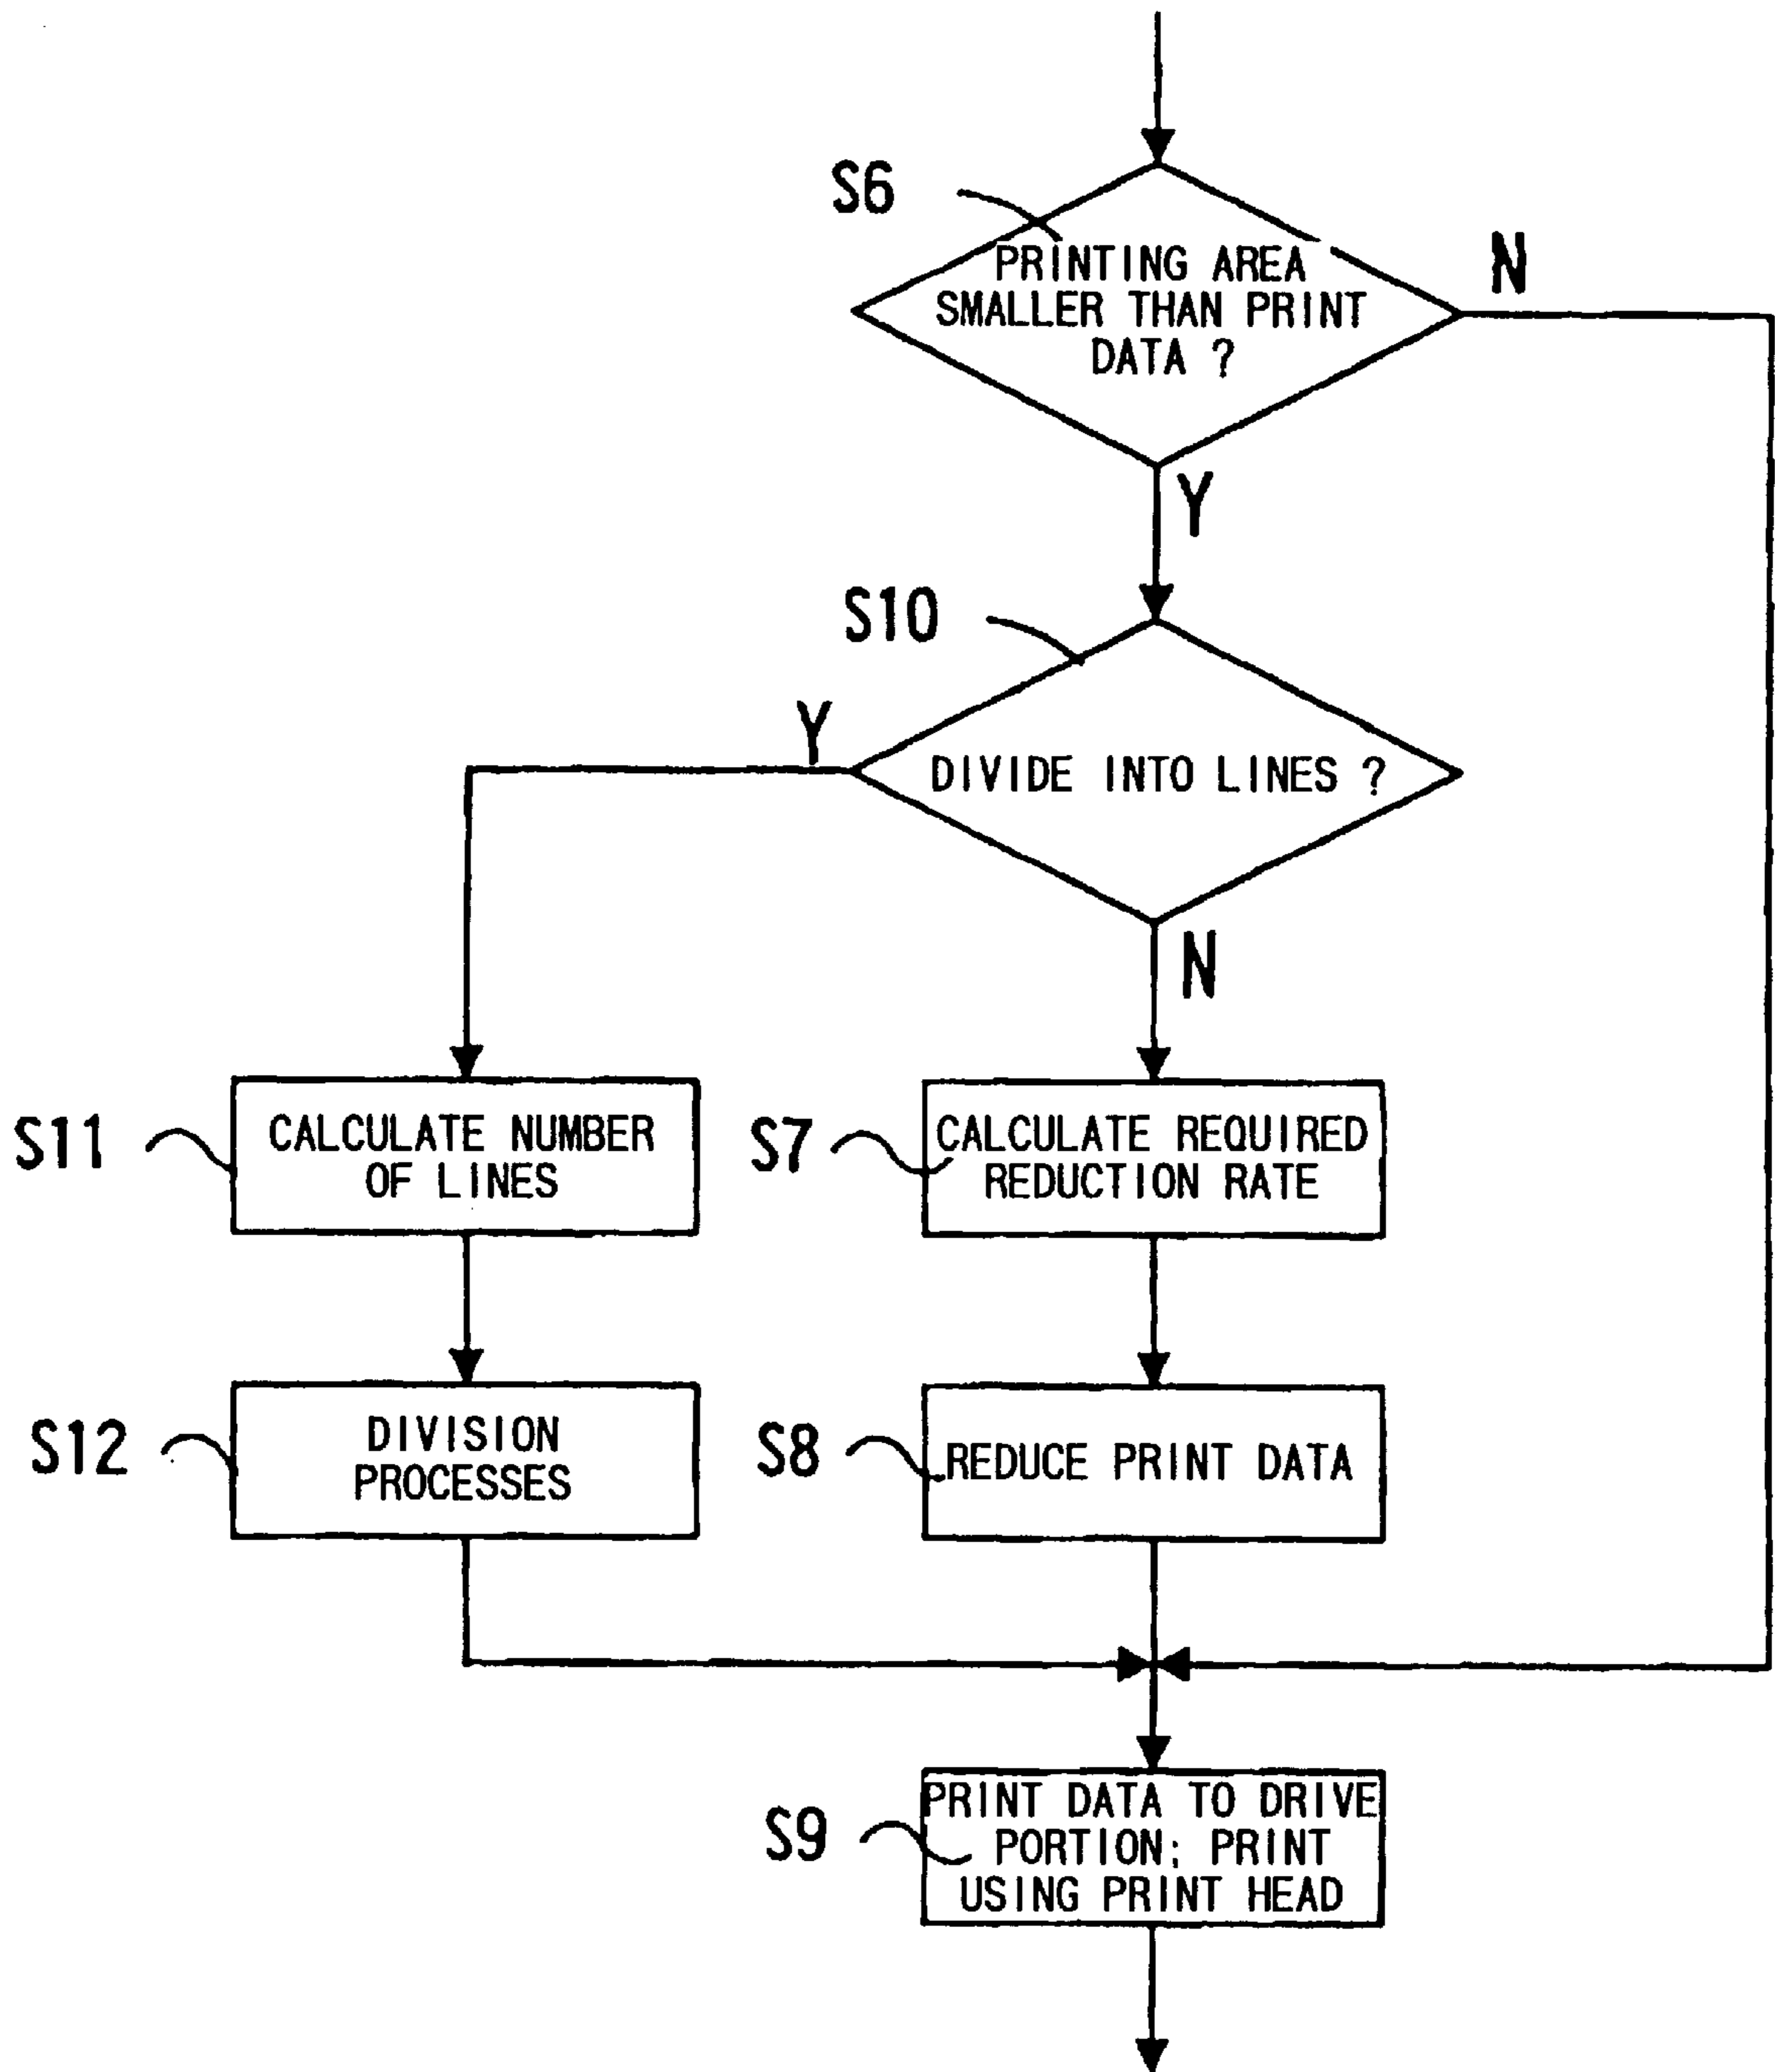 S6
PRINTING AREA
SMALLER THAN PRINT
DATA ?
N
Y
S10
Y
DIVIDE INTO LINES ?
N
S11
CALCULATE NUMBER
OF LINES
S7
CALCULATE REQUIRED
REDUCTION RATE
S12
DIVISION
PROCESSES
S8
REDUCE PRINT DATA
S9
PRINT DATA TO DRIVE
PORTION; PRINT
USING PRINT HEAD